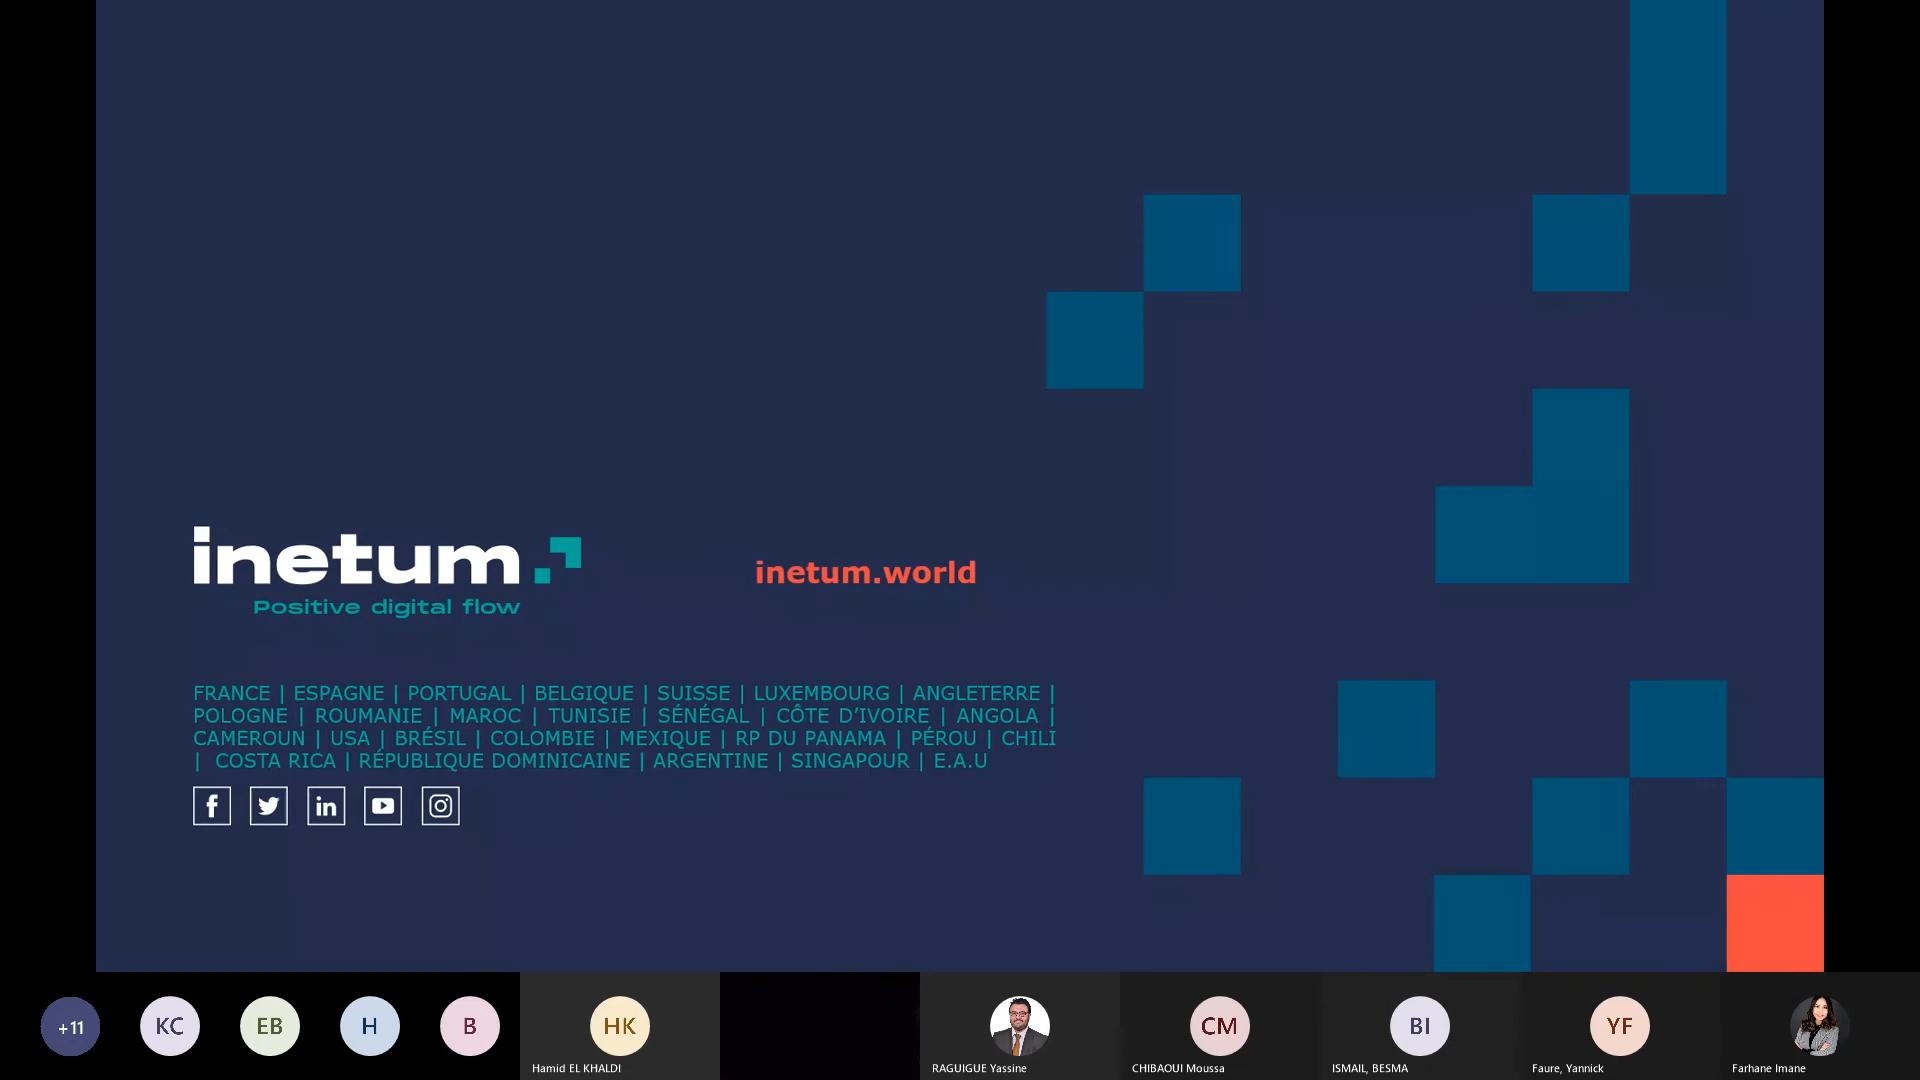 inetum
Positive digital flow
inetum.world
FRANCE | ESPAGNE | PORTUGAL | BELGIQUE | SUISSE | LUXEMBOURG | ANGLETERRE |
POLOGNE | ROUMANIE | MAROC | TUNISIE | SÉNÉGAL | CÔTE D’IVOIRE | ANGOLA |
CAMEROUN | USA | BRÉSIL | COLOMBIE | MEXIQUE | RP DU PANAMA | PÉROU | CHILI
| COSTA RICA | RÉPUBLIQUE DOMINICAINE | ARGENTINE | SINGAPOUR | E.A.U
+11
KC
EB
H
B
HK
CM
BI
YF
Hamid EL KHALDI
RAGUIGUE Yassine
CHIBAOUI Moussa
ISMAIL, BESMA
Faure, Yannick
Farhane Imane